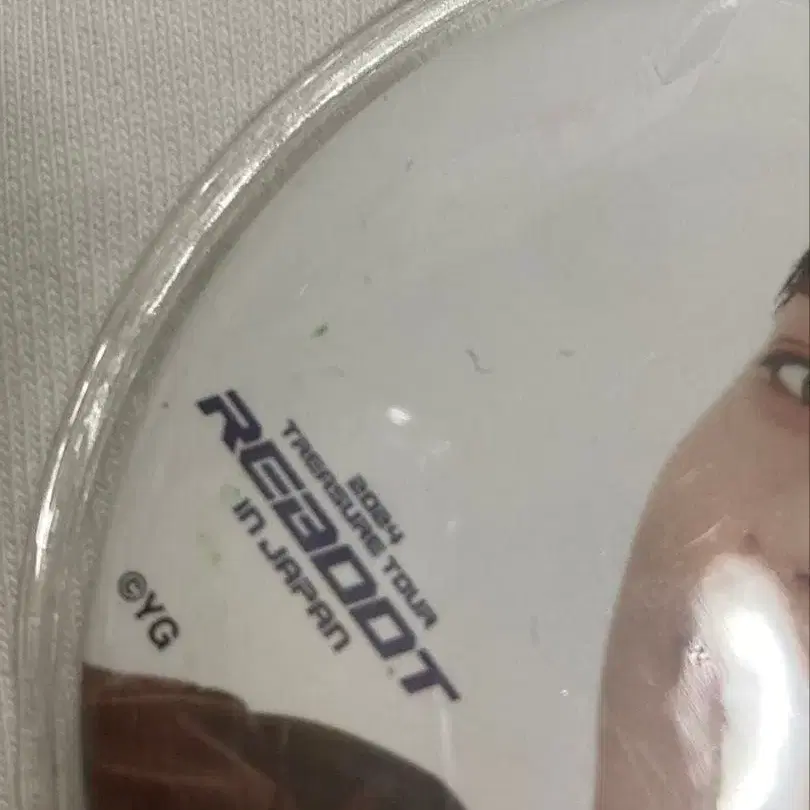 2024
TREASURE TOUR
REBOOT
in JAPAN
©YG